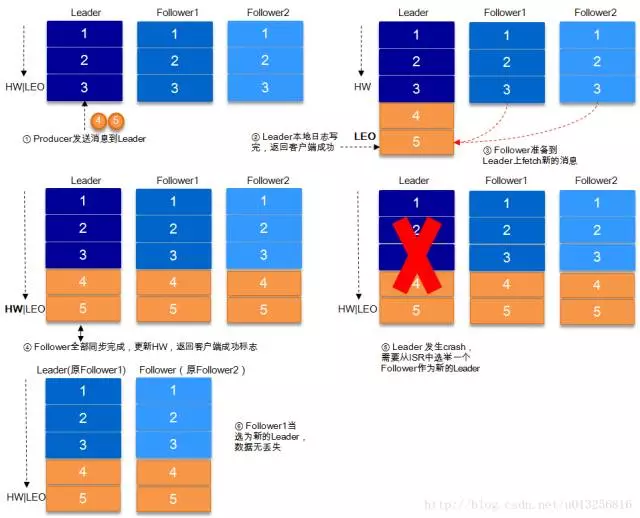 Leader Follower1 Follower2
1 1 1
2 2 2
HW|LEO 3 3 3
4 5
① Producer发送消息到Leader
Leader Follower1 Follower2
1 1 1
2 2 2
HW 3 3 3
4
② Leader本地日志写
完，返回客户端成功
LEO 5
③ Follower准备到
Leader上fetch新的消息
Leader Follower1 Follower2
1 1 1
2 2 2
3 3 3
4 4 4
HW|LEO 5 5 5
④ Follower全部同步完成，更新HW，返回客户端成功标志
Leader Follower1 Follower2
1 1 1
2 2 2
3 3
4 4 4
HW|LEO 5 5 5
⑤ Leader 发生crash，
需要从ISR中选举一个
Follower作为新的Leader
Leader(原Follower1) Follower（原Follower2）
1 1
2 2
3 3
4 4
HW|LEO 5 5
⑥ Follower1当
选为新的Leader，
数据无丢失
http://blog.csdn.net/u013256816